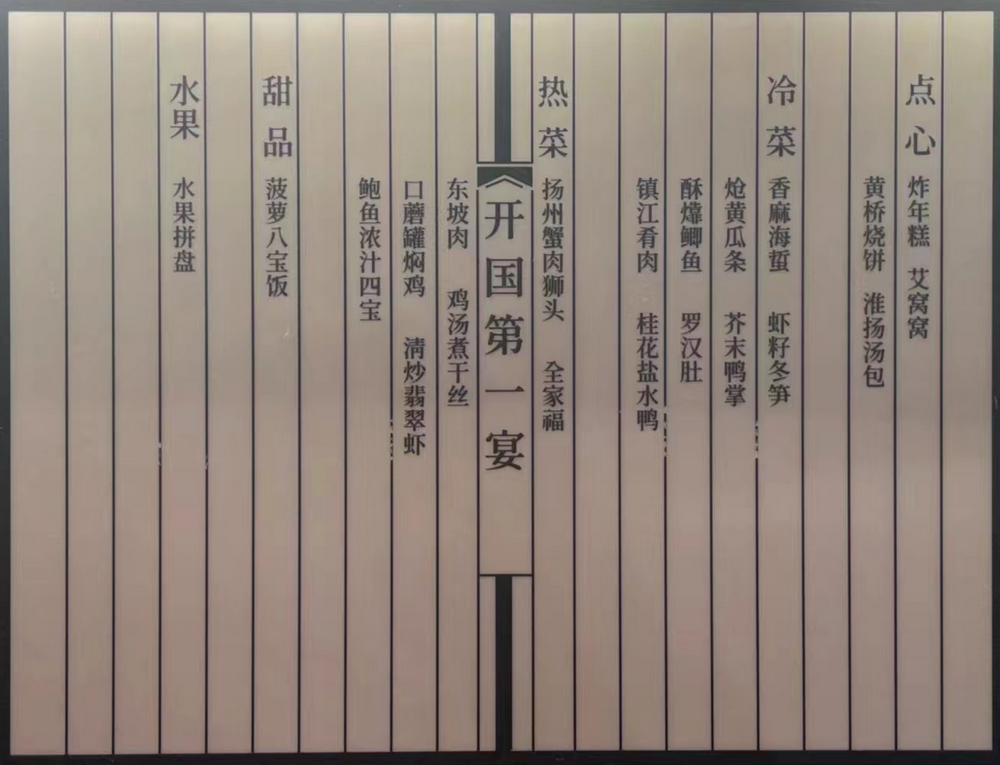 点心 炸年糕 艾窝窝
黄桥烧饼 淮扬汤包
冷菜 香麻海蜇 虾籽冬笋
炝黄瓜条 芥末鸭掌
酥㸆鲫鱼 罗汉肚
镇江肴肉 桂花盐水鸭
热菜 扬州蟹肉狮头 全家福
《开国第一宴
东坡肉 鸡汤煮干丝
口蘑罐焖鸡 清炒翡翠虾
鲍鱼浓汁四宝
甜品 菠萝八宝饭
水果 水果拼盘